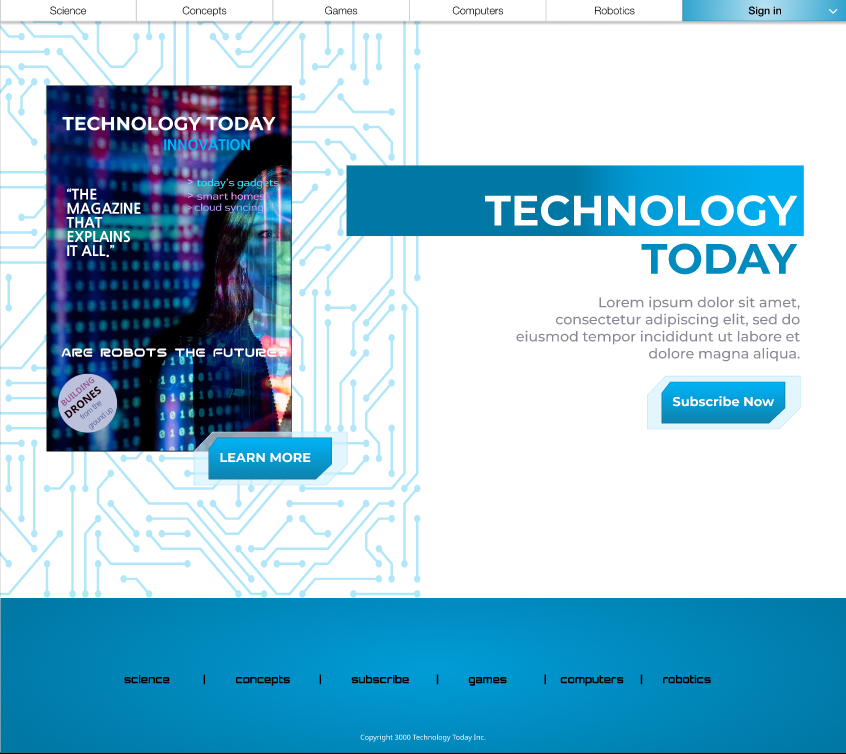 Science
Concepts
Games
Computers
Robotics
Sign in
TECHNOLOGY TODAY
INNOVATION
> today's gadgets
> smart homes
> cloud syncing
“THE
MAGAZINE
THAT
EXPLAINS
IT ALL.”
ARE ROBOTS THE FUTURE?
BUILDING
DRONES
from the
ground up
LEARN MORE
TECHNOLOGY
TODAY
Lorem ipsum dolor sit amet,
consectetur adipiscing elit, sed do
eiusmod tempor incididunt ut labore et
dolore magna aliqua.
Subscribe Now
science | concepts | subscribe | games | computers | robotics
Copyright 3000 Technology Today Inc.